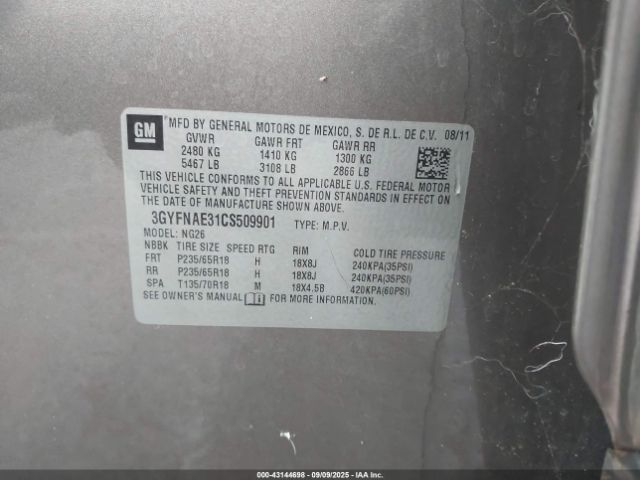 GM
MFD BY GENERAL MOTORS DE MEXICO, S. DE R.L. DE C.V. 08/11
GVWR GAWR FRT GAWR RR
2480 KG 1410 KG 1300 KG
5467 LB 3108 LB 2866 LB
THIS VEHICLE CONFORMS TO ALL APPLICABLE U.S. FEDERAL MOTOR
VEHICLE SAFETY AND THEFT PREVENTION STANDARDS IN EFFECT ON
THE DATE OF MANUFACTURE SHOWN ABOVE.
3GYFNAE31CS509901 TYPE: M.P.V.
MODEL: NG26
NBBK TIRE SIZE SPEED RTG RIM COLD TIRE PRESSURE
FRT P235/65R18 H 18X8J 240KPA(35PSI)
RR P235/65R18 H 18X8J 240KPA(35PSI)
SPA T135/70R18 M 18X4.5B 420KPA(60PSI)
SEE OWNER'S MANUAL FOR MORE INFORMATION.
000-43144698 - 09/09/2025 - IAA Inc.